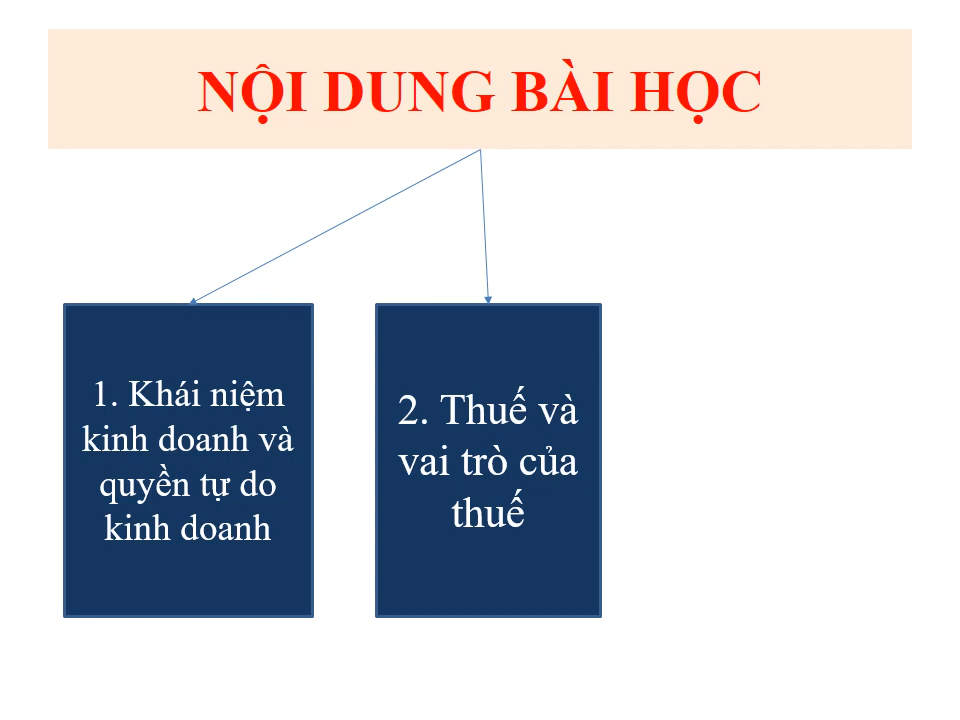 NỘI DUNG BÀI HỌC
1. Khái niệm
kinh doanh và
quyền tự do
kinh doanh
2. Thuế và
vai trò của
thuế